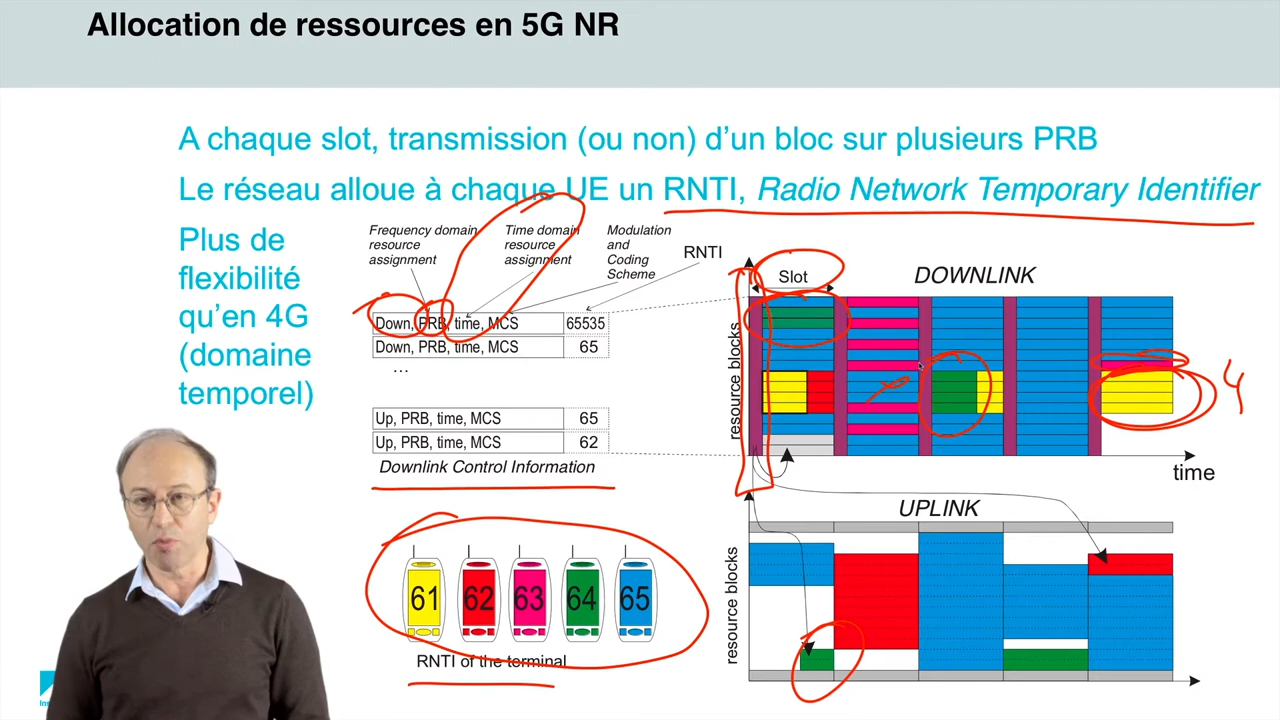 Allocation de ressources en 5G NR
A chaque slot, transmission (ou non) d'un bloc sur plusieurs PRB
Le réseau alloue à chaque UE un RNTI, Radio Network Temporary Identifier
Plus de
flexibilité
qu'en 4G
(domaine
temporel)
Frequency domain
resource
assignment
Time domain
resource
assignment
Modulation
and
Coding
Scheme
RNTI
Down, PRB, time, MCS 65535
Down, PRB, time, MCS 65
...
Up, PRB, time, MCS 65
Up, PRB, time, MCS 62
Downlink Control Information
61 62 63 64 65
RNTI of the terminal
Slot
DOWNLINK
resource blocks
4
time
UPLINK
resource blocks